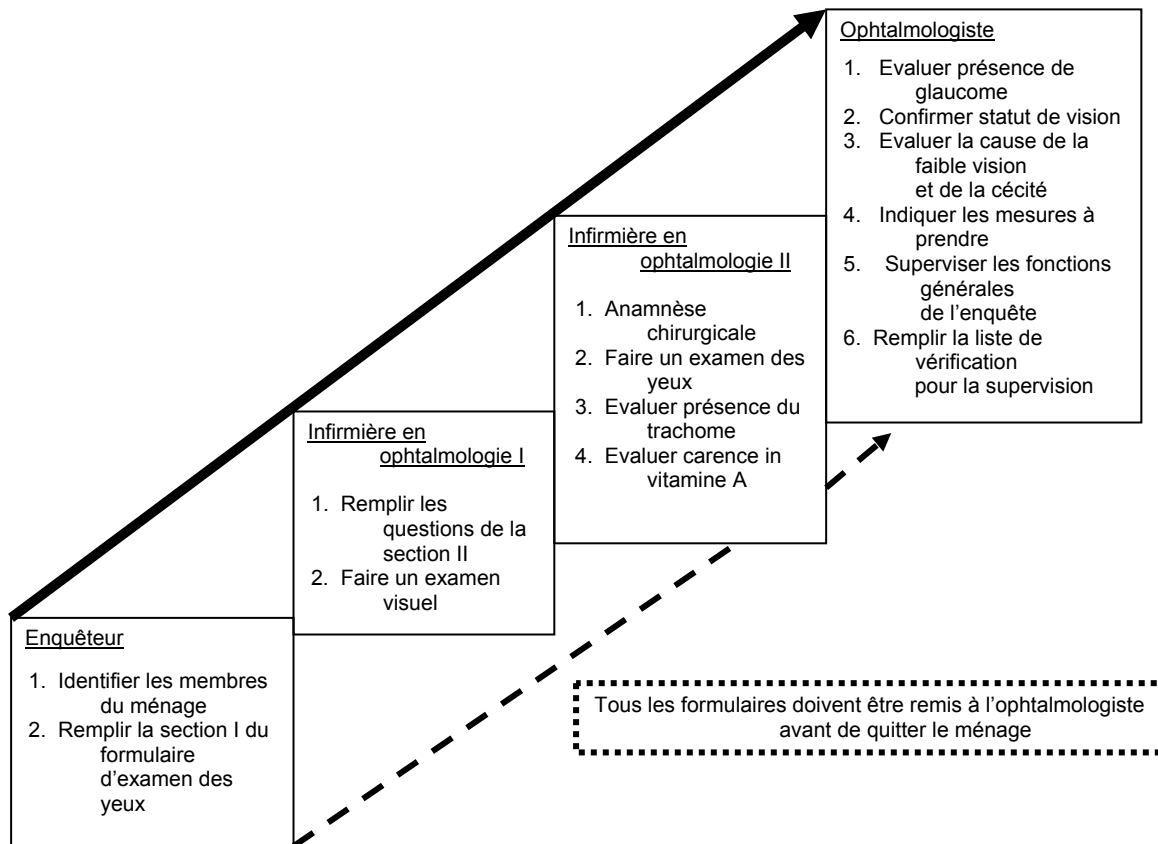 Ophtalmologiste
1. Evaluer présence de
glaucome
2. Confirmer statut de vision
3. Evaluer la cause de la
faible vision
et de la cécité
4. Indiquer les mesures à
prendre
5. Superviser les fonctions
générales
de l'enquête
6. Remplir la liste de
vérification
pour la supervision
Infirmière en
ophtalmologie II
1. Anamnèse
chirurgicale
2. Faire un examen des
yeux
3. Evaluer présence du
trachome
4. Evaluer carence in
vitamine A
Infirmière en
ophtalmologie I
1. Remplir les
questions de la
section II
2. Faire un examen
visuel
Enquêteur
1. Identifier les membres
du ménage
2. Remplir la section I du
formulaire
d'examen des
yeux
Tous les formulaires doivent être remis à l'ophtalmologiste
avant de quitter le ménage